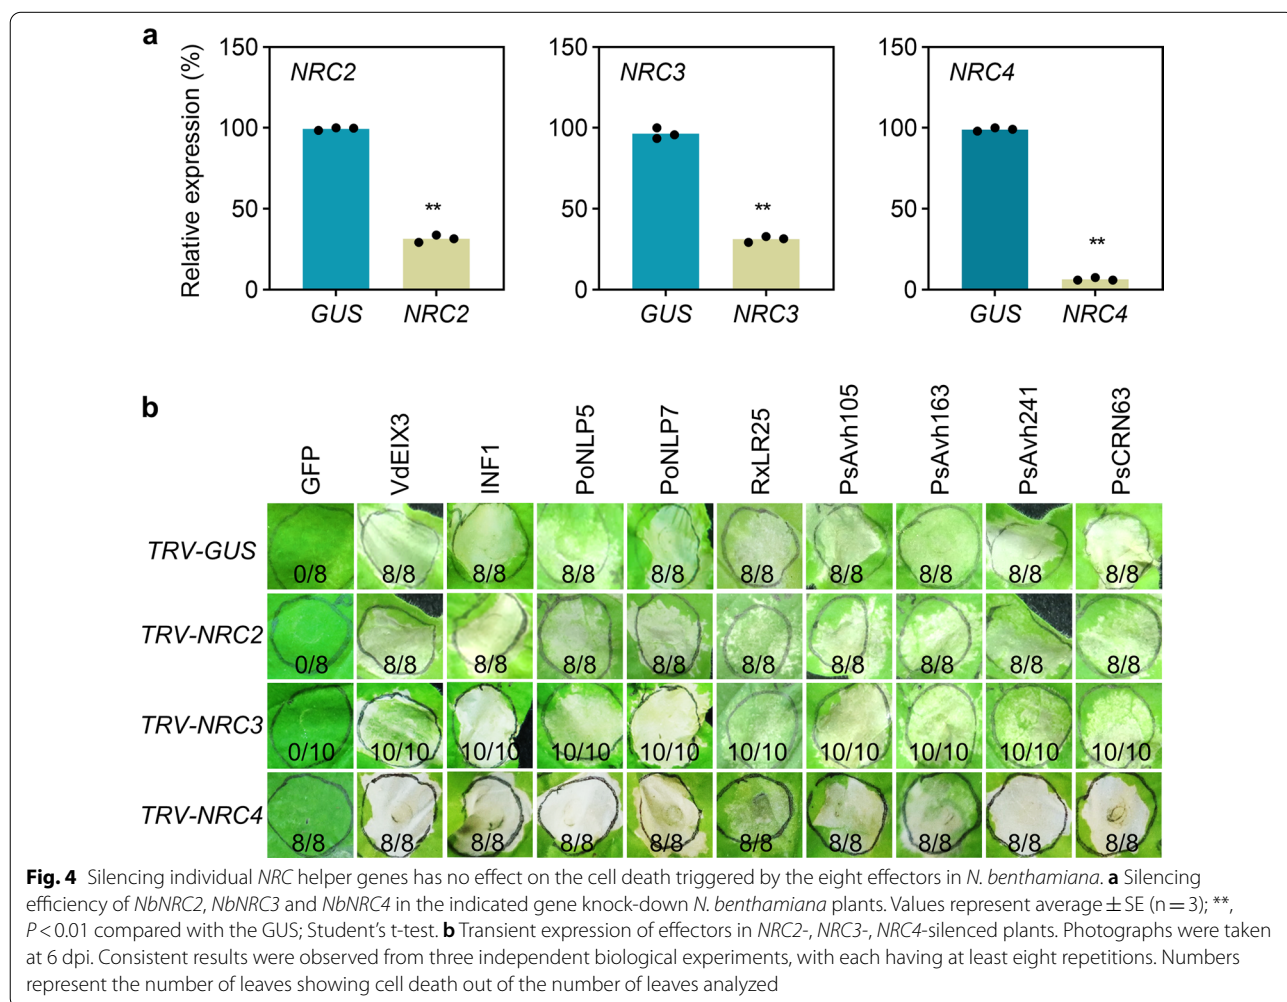 a
Relative expression (%)
150
100
50
0
NRC2
**
GUS NRC2
150
100
50
0
NRC3
**
GUS NRC3
150
100
50
0
NRC4
**
GUS NRC4
b
GFP VdEIX3 INF1 PoNLP5 PoNLP7 RxLR25 PsAvh105 PsAvh163 PsAvh241 PsCRN63
TRV-GUS 0/8 8/8 8/8 8/8 8/8 8/8 8/8 8/8 8/8 8/8
TRV-NRC2 0/8 8/8 8/8 8/8 8/8 8/8 8/8 8/8 8/8 8/8
TRV-NRC3 0/10 10/10 10/10 10/10 10/10 10/10 10/10 10/10 10/10 10/10
TRV-NRC4 8/8 8/8 8/8 8/8 8/8 8/8 8/8 8/8 8/8 8/8
Fig. 4 Silencing individual NRC helper genes has no effect on the cell death triggered by the eight effectors in N. benthamiana. a Silencing
efficiency of NbNRC2, NbNRC3 and NbNRC4 in the indicated gene knock-down N. benthamiana plants. Values represent average ± SE (n = 3); **,
P < 0.01 compared with the GUS; Student's t-test. b Transient expression of effectors in NRC2-, NRC3-, NRC4-silenced plants. Photographs were taken
at 6 dpi. Consistent results were observed from three independent biological experiments, with each having at least eight repetitions. Numbers
represent the number of leaves showing cell death out of the number of leaves analyzed